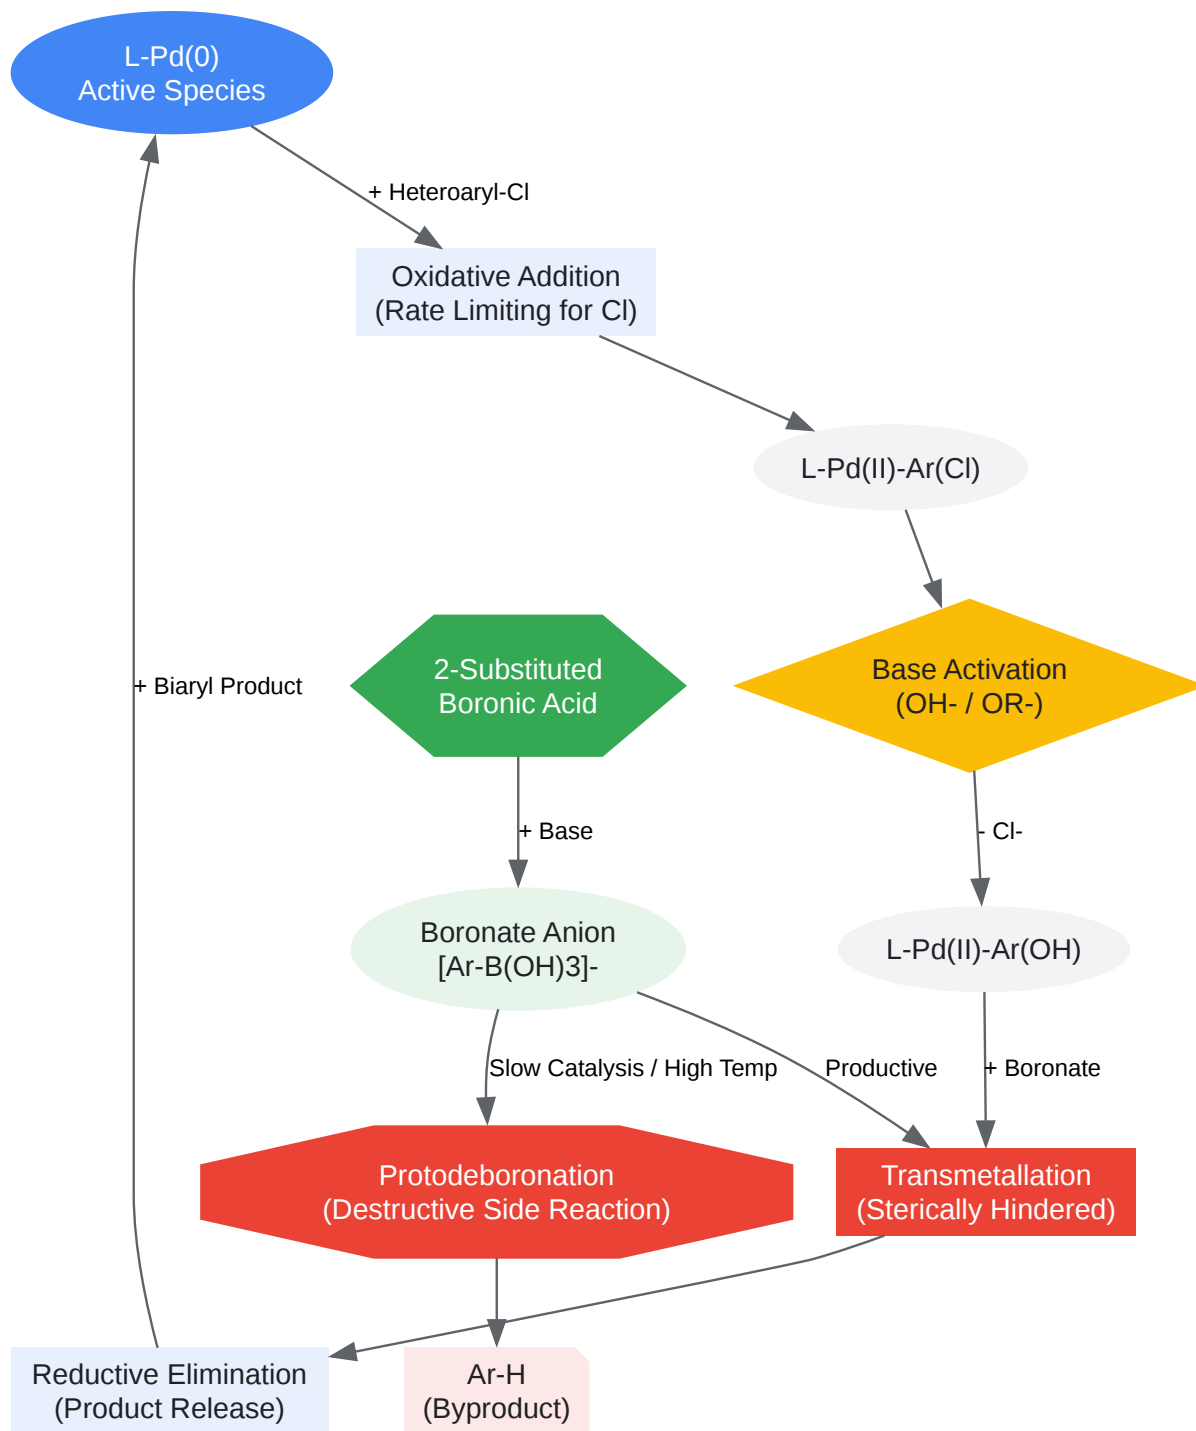 L-Pd(0)
Active Species
+ Heteroaryl-Cl
Oxidative Addition
(Rate Limiting for Cl)
L-Pd(II)-Ar(Cl)
2-Substituted
Boronic Acid
Base Activation
(OH- / OR-)
+ Biaryl Product
+ Base
- Cl-
Boronate Anion
[Ar-B(OH)3]-
L-Pd(II)-Ar(OH)
Slow Catalysis / High Temp
Productive
+ Boronate
Protodeboronation
(Destructive Side Reaction)
Transmetallation
(Sterically Hindered)
Reductive Elimination
(Product Release)
Ar-H
(Byproduct)